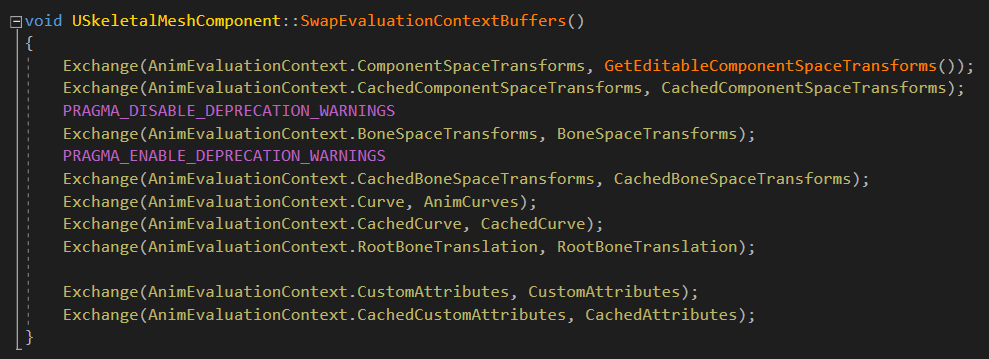 void USkeletalMeshComponent::SwapEvaluationContextBuffers()
{
Exchange(AnimEvaluationContext.ComponentSpaceTransforms, GetEditableComponentSpaceTransforms());
Exchange(AnimEvaluationContext.CachedComponentSpaceTransforms, CachedComponentSpaceTransforms);
PRAGMA_DISABLE_DEPRECATION_WARNINGS
Exchange(AnimEvaluationContext.BoneSpaceTransforms, BoneSpaceTransforms);
PRAGMA_ENABLE_DEPRECATION_WARNINGS
Exchange(AnimEvaluationContext.CachedBoneSpaceTransforms, CachedBoneSpaceTransforms);
Exchange(AnimEvaluationContext.Curve, AnimCurves);
Exchange(AnimEvaluationContext.CachedCurve, CachedCurve);
Exchange(AnimEvaluationContext.RootBoneTranslation, RootBoneTranslation);
Exchange(AnimEvaluationContext.CustomAttributes, CustomAttributes);
Exchange(AnimEvaluationContext.CachedCustomAttributes, CachedAttributes);
}